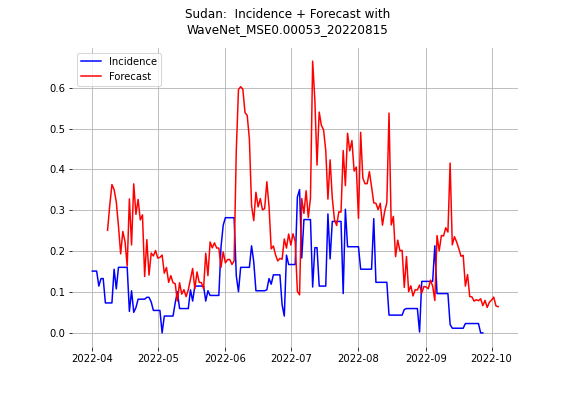 Sudan:  Incidence + Forecast with
WaveNet_MSE0.00053_20220815
Incidence
Forecast
0.6
0.5
0.4
0.3
0.2
0.1
0.0
2022-04 2022-05 2022-06 2022-07 2022-08 2022-09 2022-10